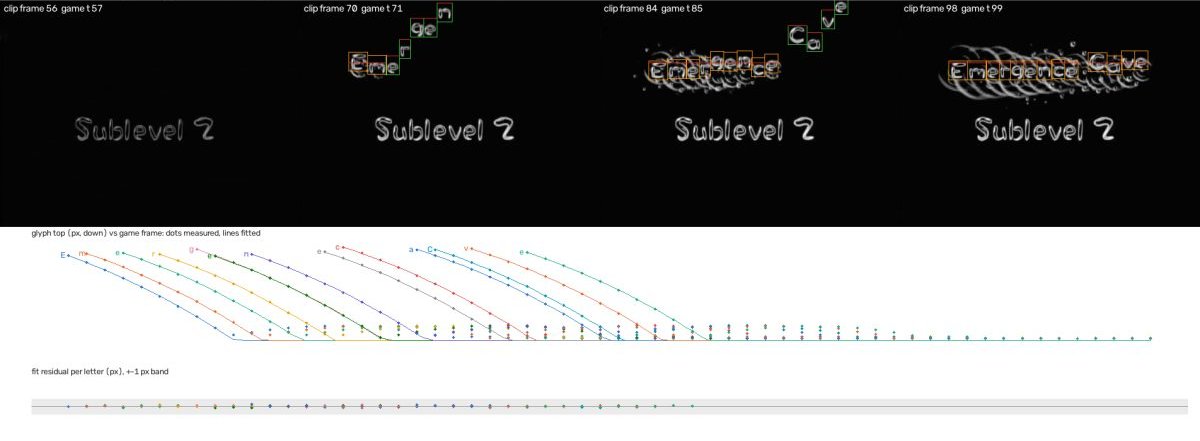 clip frame 56 game t 57
clip frame 70 game t 71
clip frame 84 game t 85
clip frame 98 game t 99
E m e r g e n
E m e r g e n c e C a v e
Emergence Cave
Sublevel 2
Sublevel 2
Sublevel 2
Sublevel 2
glyph top (px, down) vs game frame: dots measured, lines fitted
E m e r g e n e c a C v e
fit residual per letter (px), +-1 px band